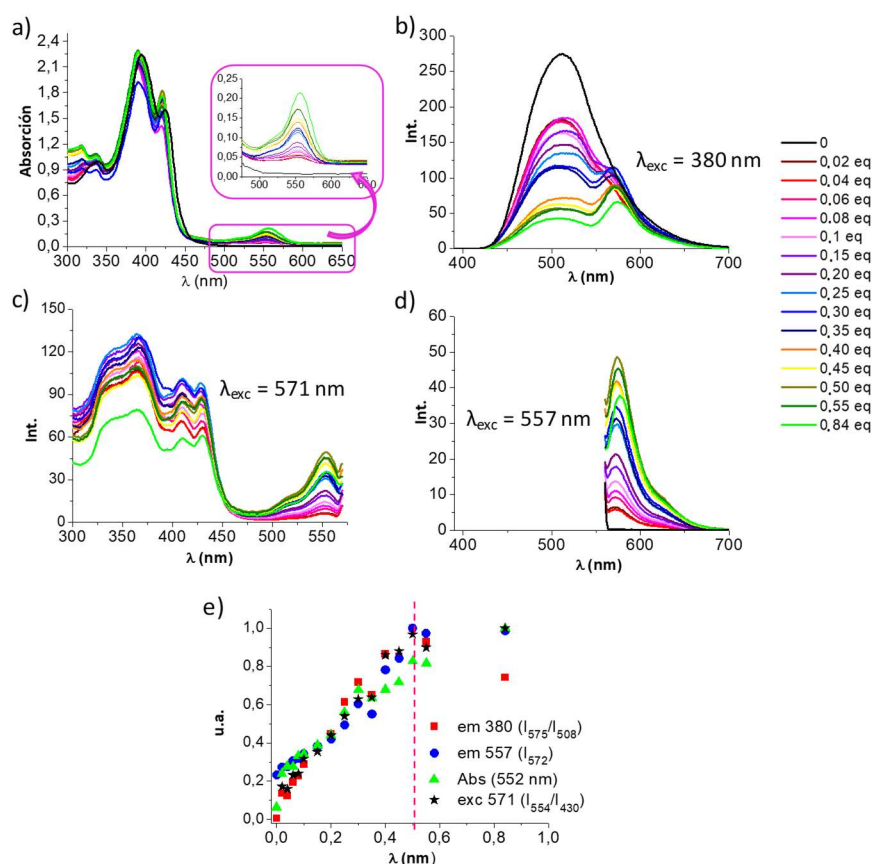 a)
Absorción
2,4
2,1
1,8
1,5
1,2
0,9
0,6
0,3
0,0
300 350 400 450 500 550 600 650
λ (nm)
0,25
0,20
0,15
0,10
0,05
0,00
500 550 600 650
b)
Int.
300
250
200
150
100
50
0
400 500 600 700
λ (nm)
λexc = 380 nm
0
0,02 eq
0,04 eq
0,06 eq
0,08 eq
0,1 eq
0,15 eq
0,20 eq
0,25 eq
0,30 eq
0,35 eq
0,40 eq
0,45 eq
0,50 eq
0,55 eq
0,84 eq
c)
Int.
150
120
90
60
30
0
300 350 400 450 500 550
λ (nm)
λexc = 571 nm
d)
Int.
60
50
40
30
20
10
0
400 500 600 700
λ (nm)
λexc = 557 nm
e)
u.a.
1,0
0,8
0,6
0,4
0,2
0,0
0,0 0,2 0,4 0,6 0,8 1,0
λ (nm)
em 380 (I575/I508)
em 557 (I572)
Abs (552 nm)
exc 571 (I554/I430)